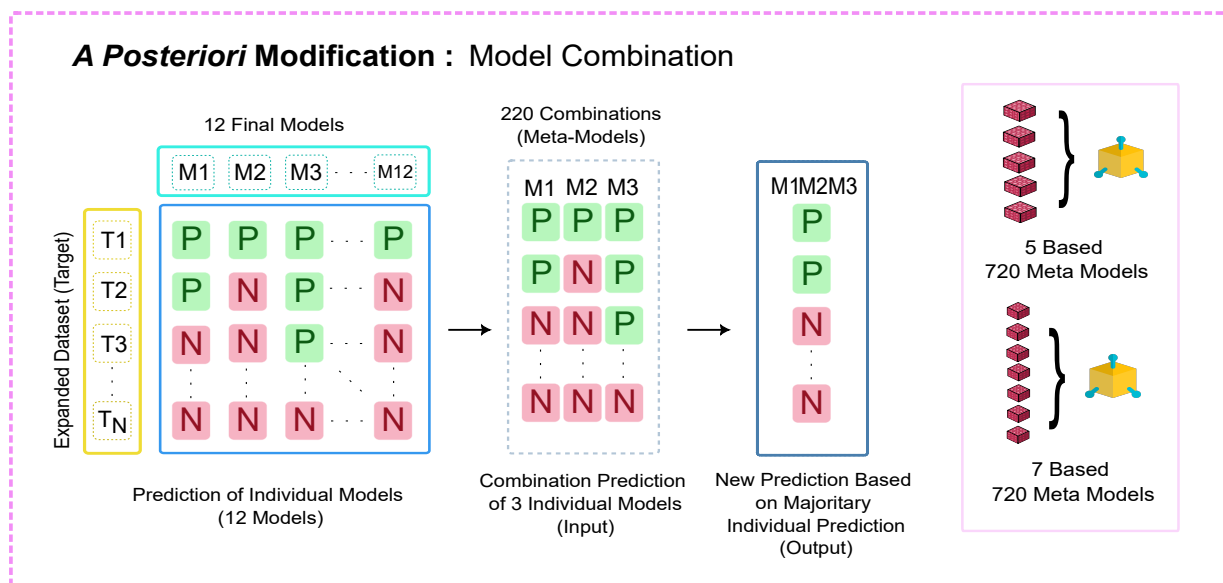 A Posteriori Modification : Model Combination
12 Final Models
M1 M2 M3 · · · M12
Expanded Dataset (Target)
T1
T2
T3
TN
P P P · · · P
P N P · · · N
N N P · · · N
N N N · · · N
Prediction of Individual Models
(12 Models)
220 Combinations
(Meta-Models)
M1 M2 M3
P P P
P N P
N N P
N N N
Combination Prediction
of 3 Individual Models
(Input)
M1M2M3
P
P
N
N
New Prediction Based
on Majoritary
Individual Prediction
(Output)
5 Based
720 Meta Models
7 Based
720 Meta Models